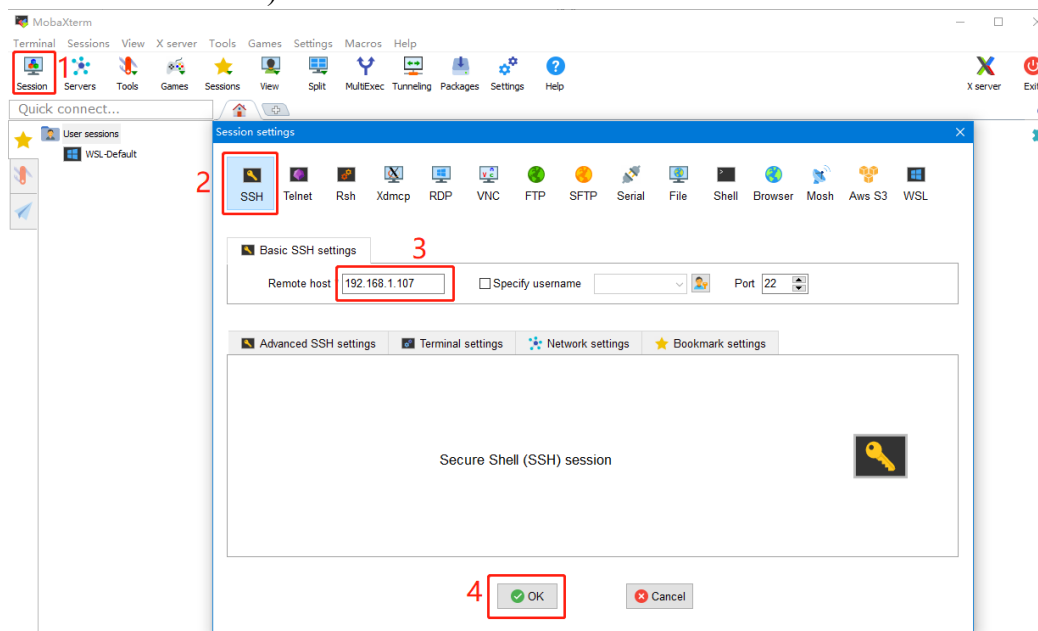 )
MobaXterm
Terminal Sessions View X server Tools Games Settings Macros Help
1
Session Servers Tools Games Sessions View Split MultiExec Tunneling Packages Settings Help X server Exit
Quick connect...
User sessions
WSL-Default
Session settings
2
SSH Telnet Rsh Xdmcp RDP VNC FTP SFTP Serial File Shell Browser Mosh Aws S3 WSL
Basic SSH settings
3
Remote host 192.168.1.107 Specify username Port 22
Advanced SSH settings Terminal settings Network settings Bookmark settings
Secure Shell (SSH) session
4
OK Cancel